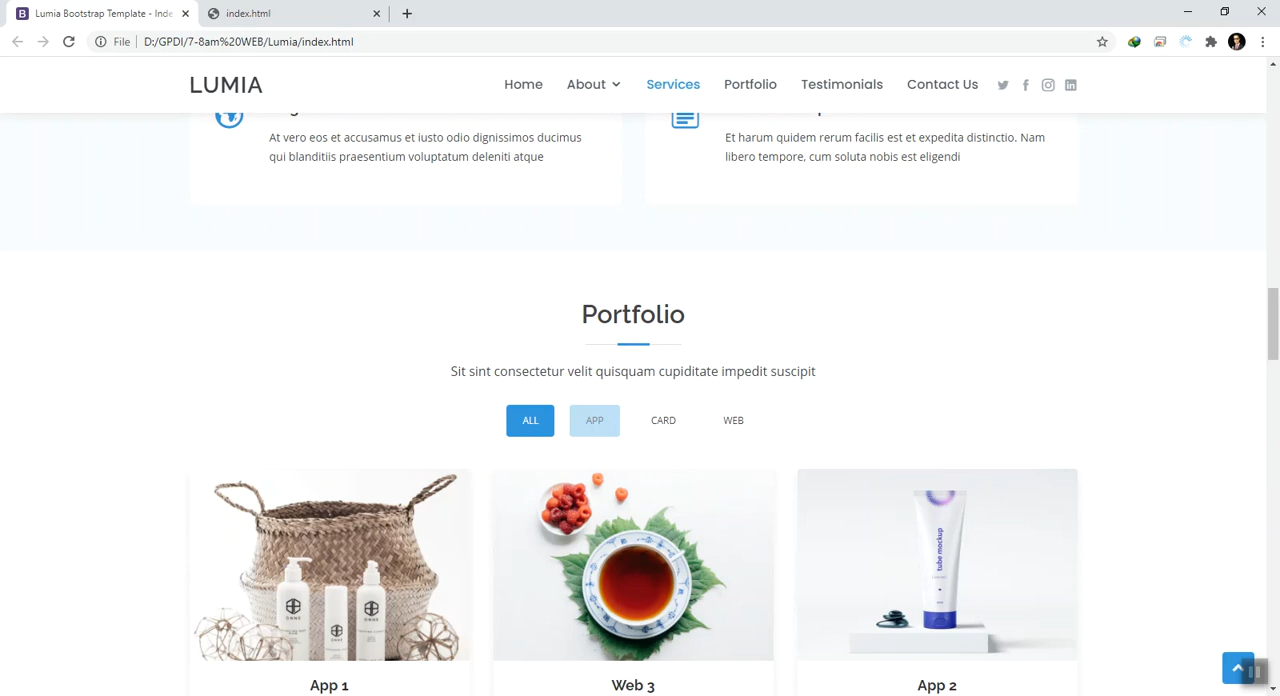 Lumia Bootstrap Template - Inde
index.html
File D:/GPDI/7-8am%20WEB/Lumia/index.html
LUMIA Home About Services Portfolio Testimonials Contact Us
At vero eos et accusamus et iusto odio dignissimos ducimus
qui blanditiis praesentium voluptatum deleniti atque
Et harum quidem rerum facilis est et expedita distinctio. Nam
libero tempore, cum soluta nobis est eligendi
Portfolio
Sit sint consectetur velit quisquam cupiditate impedit suscipit
ALL APP CARD WEB
tube mockup
App 1 Web 3 App 2